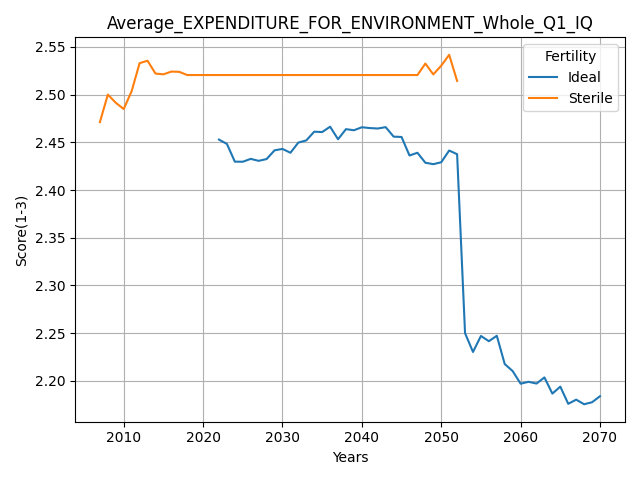 Average_EXPENDITURE_FOR_ENVIRONMENT_Whole_Q1_IQ
Fertility
Ideal
Sterile
Score(1-3)
2.55
2.50
2.45
2.40
2.35
2.30
2.25
2.20
2010 2020 2030 2040 2050 2060 2070
Years